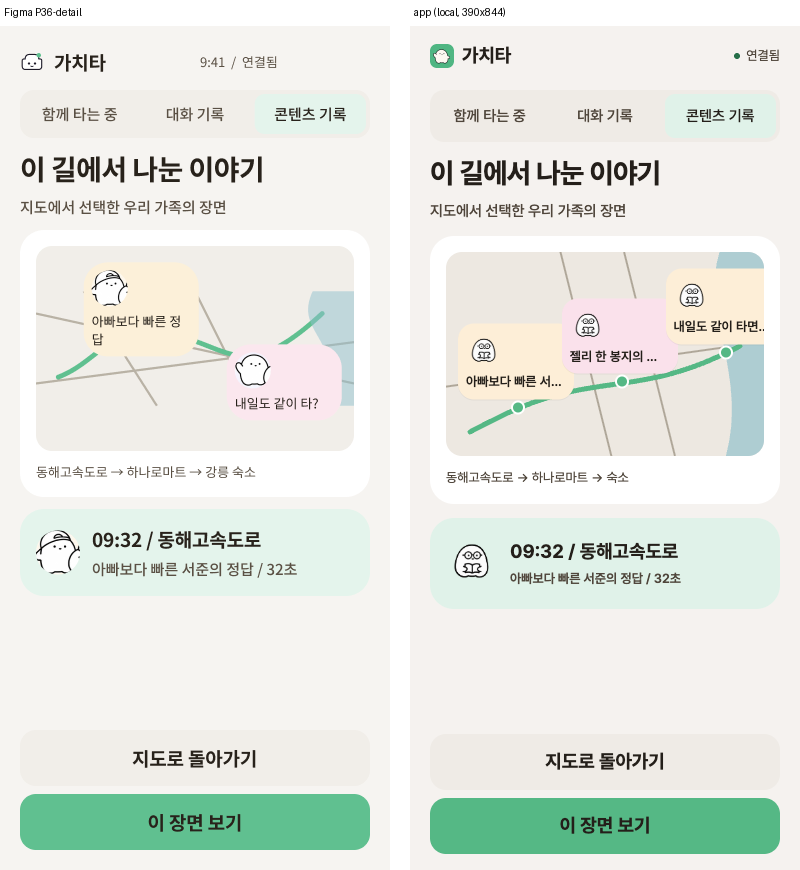 Figma P36-detail
가치타
9:41 / 연결됨
함께 타는 중
대화 기록
콘텐츠 기록
이 길에서 나눈 이야기
지도에서 선택한 우리 가족의 장면
아빠보다 빠른 정
답
내일도 같이 타?
동해고속도로 → 하나로마트 → 강릉 숙소
09:32 / 동해고속도로
아빠보다 빠른 서준의 정답 / 32초
지도로 돌아가기
이 장면 보기
app (local, 390x844)
가치타
연결됨
함께 타는 중
대화 기록
콘텐츠 기록
이 길에서 나눈 이야기
지도에서 선택한 우리 가족의 장면
내일도 같이 타면...
젤리 한 봉지의 ...
아빠보다 빠른 서...
동해고속도로 → 하나로마트 → 숙소
09:32 / 동해고속도로
아빠보다 빠른 서준의 정답 / 32초
지도로 돌아가기
이 장면 보기